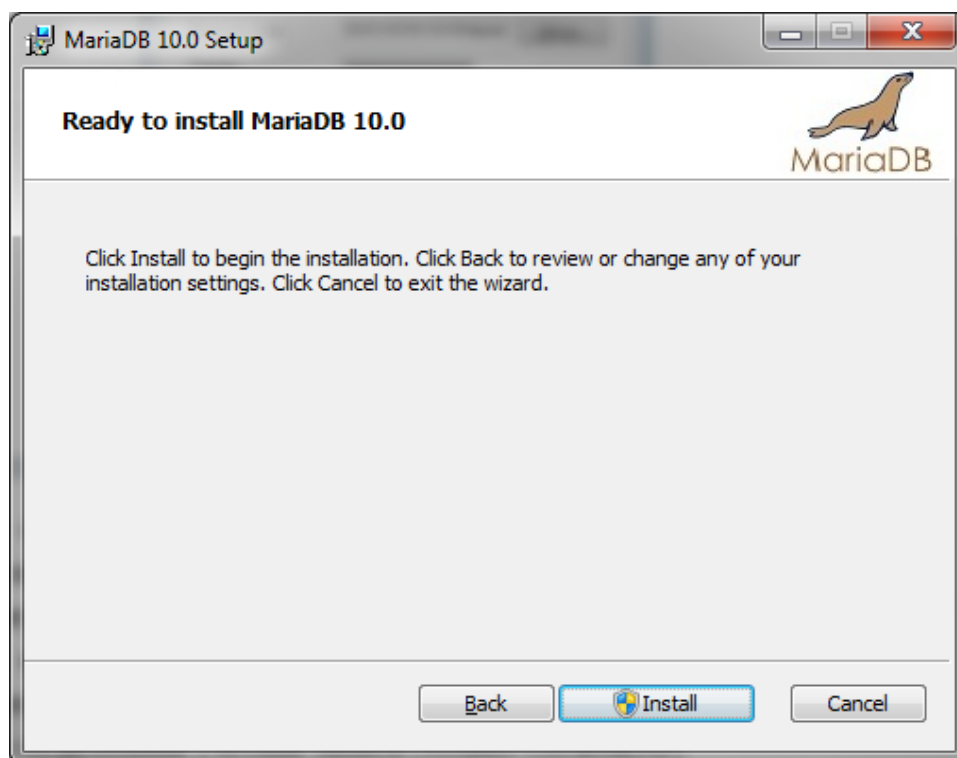 MariaDB 10.0 Setup
Ready to install MariaDB 10.0
MariaDB
Click Install to begin the installation. Click Back to review or change any of your
installation settings. Click Cancel to exit the wizard.
Back
Install
Cancel